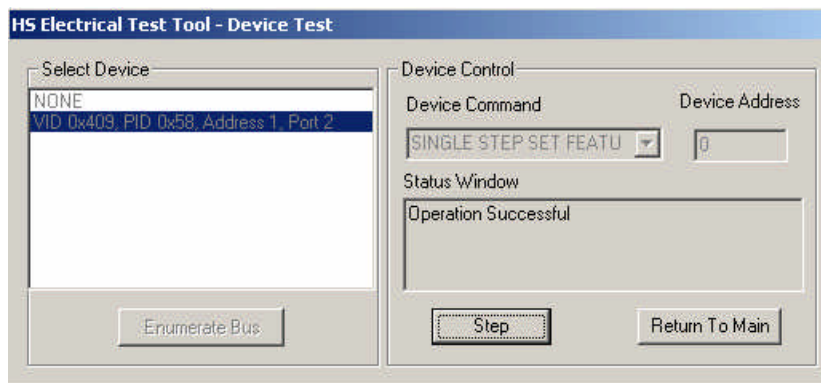 HS Electrical Test Tool - Device Test
Select Device
NONE
VID 0x409, PID 0x58, Address 1, Port 2
Enumerate Bus
Device Control
Device Command
Device Address
SINGLE STEP SET FEATU
0
Status Window
Operation Successful
Step
Return To Main